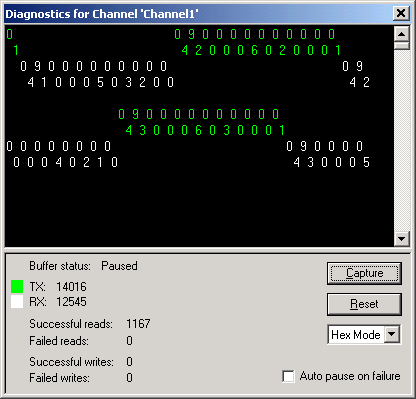 Diagnostics for Channel 'Channel1'
0 0 9 0 0 0 0 0 0 0 0 0 0
1 4 2 0 0 0 6 0 2 0 0 0 1
0 9 0 0 0 0 0 0 0 0 0 0 9
4 1 0 0 0 5 0 3 2 0 0 4 2
0 9 0 0 0 0 0 0 0 0 0 0
4 3 0 0 0 6 0 3 0 0 0 1
0 0 0 0 0 0 0 0 0 9 0 0 0 0
0 0 0 4 0 2 1 0 4 3 0 0 0 5
Buffer status: Paused
TX: 14016
RX: 12545
Successful reads: 1167
Failed reads: 0
Successful writes: 0
Failed writes: 0
Capture
Reset
Hex Mode
Auto pause on failure